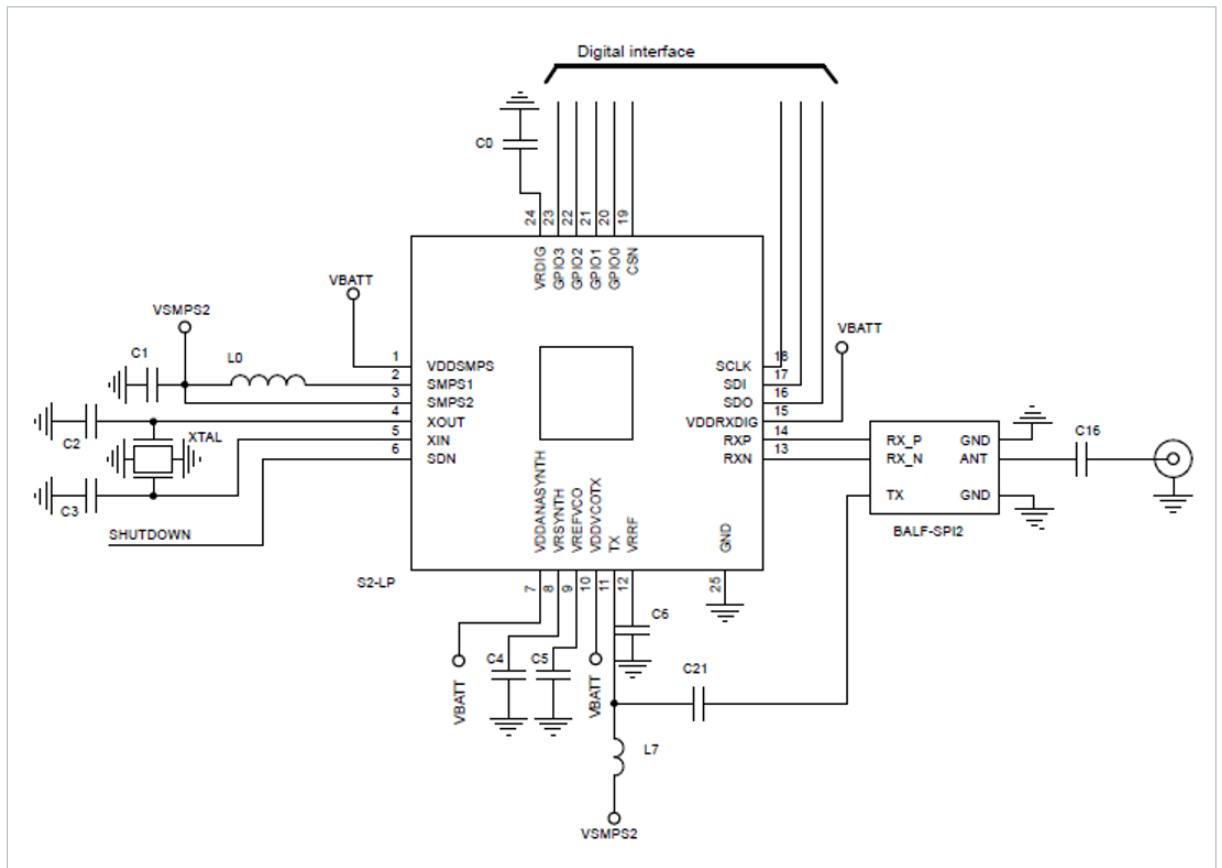 Digital interface
C0
24
23
22
21
20
19
VRDIG
GPIO3
GPIO2
GPIO1
GPIO0
CSN
VBATT
VSMPS2
C1
L0
1
2
3
4
5
6
VDDSMPS
SMPS1
SMPS2
XOUT
XIN
SDN
C2
XTAL
C3
SHUTDOWN
SCLK
SDI
SDO
VDDRXDIG
RXP
RXN
18
17
16
15
14
13
VBATT
RX_P
RX_N
TX
GND
ANT
GND
BALF-SPI2
C16
VDDANASYNTH
VRSYNTH
VREFVCO
VDDVCOTX
TX
VRRF
GND
S2-LP
7
8
9
10
11
12
25
VBATT
C4
C5
VBATT
C6
C21
L7
VSMPS2